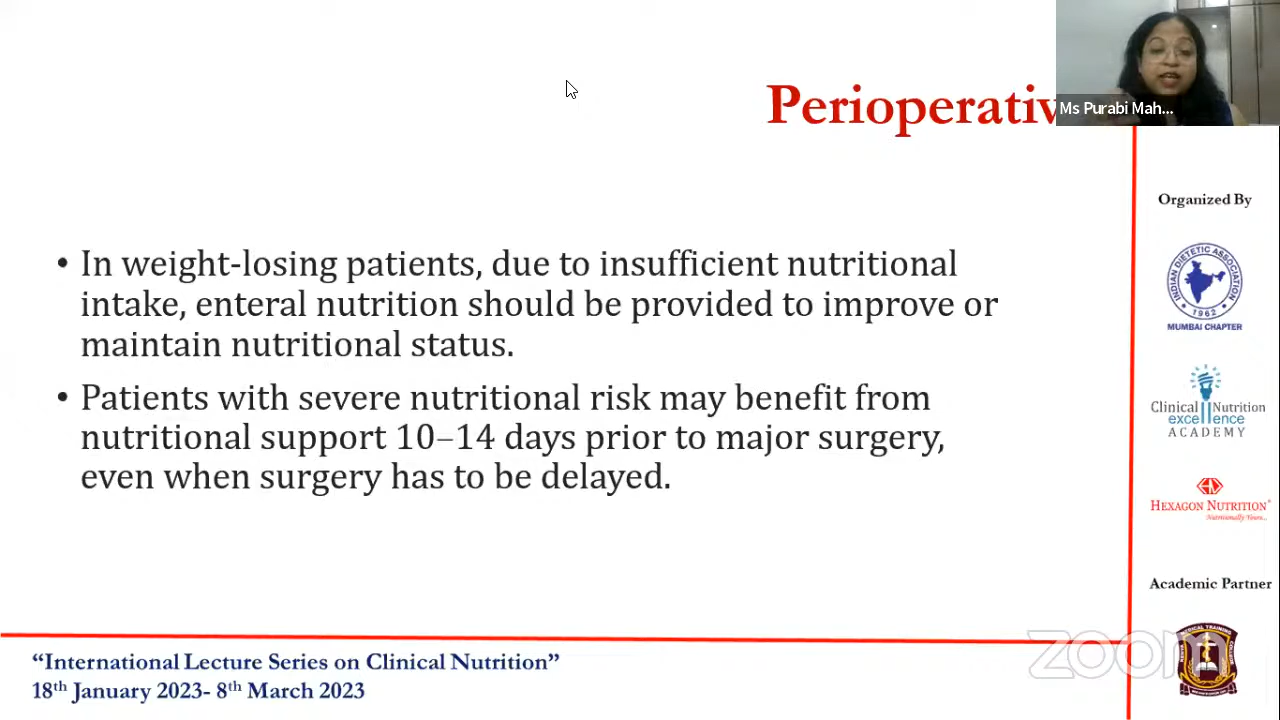 Perioperativ
Ms Purabi Mah...
• In weight-losing patients, due to insufficient nutritional
intake, enteral nutrition should be provided to improve or
maintain nutritional status.
• Patients with severe nutritional risk may benefit from
nutritional support 10–14 days prior to major surgery,
even when surgery has to be delayed.
Organized By
INDIAN DIETETIC ASSOCIATION
1962
MUMBAI CHAPTER
Clinical Nutrition
excellence
ACADEMY
HEXAGON NUTRITION
Nutritionally Yours...
Academic Partner
zoom
“International Lecture Series on Clinical Nutrition”
18th January 2023- 8th March 2023